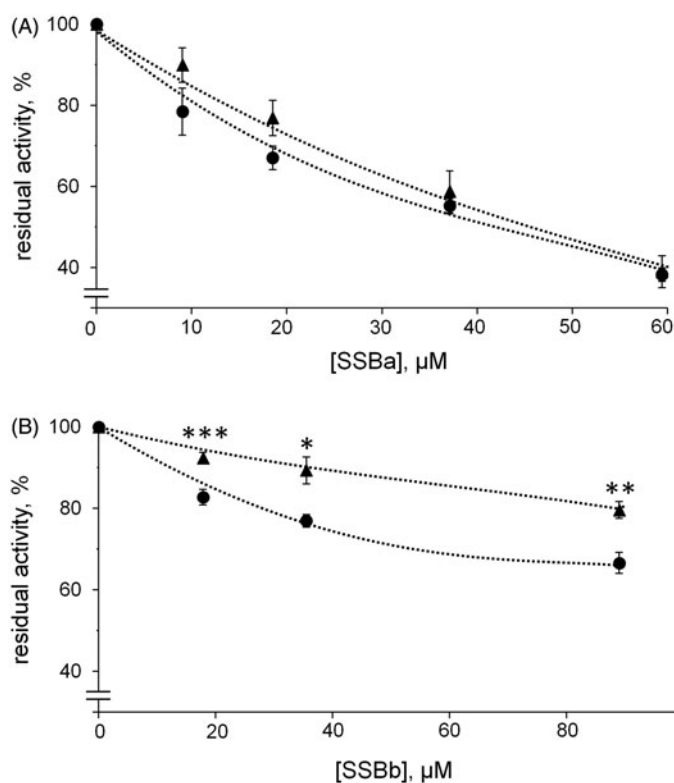 (A)
100
80
60
40
residual activity, %
0 10 20 30 40 50 60
[SSBa], µM
(B)
100
80
60
40
residual activity, %
*** * **
0 20 40 60 80
[SSBb], µM